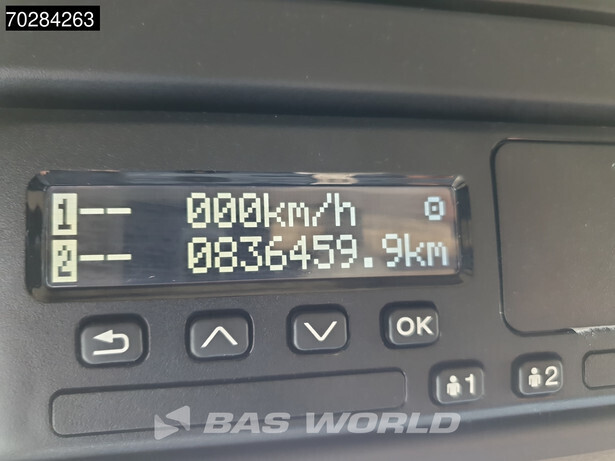 70284263
1-- 000km/h
2-- 0836459.9km
OK
1 2
BAS WORLD